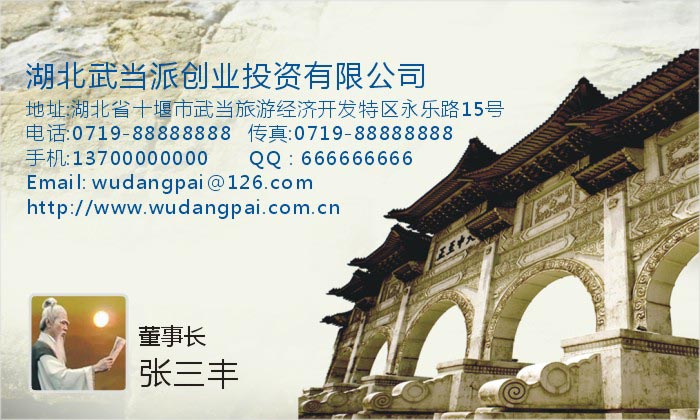 湖北武当派创业投资有限公司
地址:湖北省十堰市武当旅游经济开发特区永乐路15号
电话:0719-88888888 传真:0719-88888888
手机:13700000000 QQ：666666666
Email: wudangpai@126.com
http://www.wudangpai.com.cn
董事长
张三丰